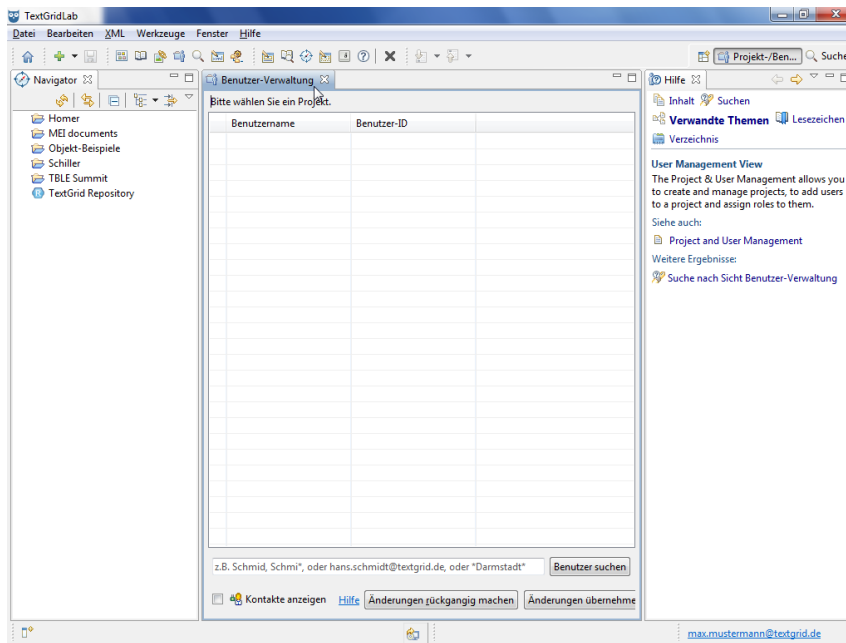 TextGridLab
Datei Bearbeiten XML Werkzeuge Fenster Hilfe
Projekt-/Ben... Suche
Navigator
Homer
MEI documents
Objekt-Beispiele
Schiller
TBLE Summit
TextGrid Repository
Benutzer-Verwaltung
Bitte wählen Sie ein Projekt.
Benutzername Benutzer-ID
z.B. Schmid, Schmi*, oder hans.schmidt@textgrid.de, oder *Darmstadt* Benutzer suchen
Kontakte anzeigen Hilfe Änderungen rückgangig machen Änderungen übernehme
Hilfe
Inhalt Suchen
Verwandte Themen Lesezeichen
Verzeichnis
User Management View
The Project & User Management allows you
to create and manage projects, to add users
to a project and assign roles to them.
Siehe auch:
Project and User Management
Weitere Ergebnisse:
Suche nach Sicht Benutzer-Verwaltung
max.mustermann@textgrid.de